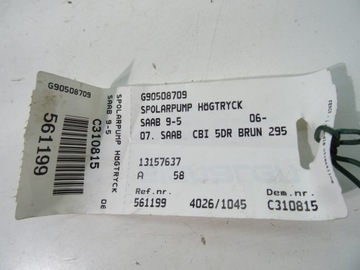 G90508709
SPOLARPUMP HÖGTRYCK
SAAB 9-5 06-
07. SAAB CBI 5DR BRUN 295
13157637
A 58
Ref.nr. Dem.nr.
561199 4026/1045 C310815
G90508709
SPOLARPUMP HÖGTRYCK
SAAB 9-5 06
C310815
561199